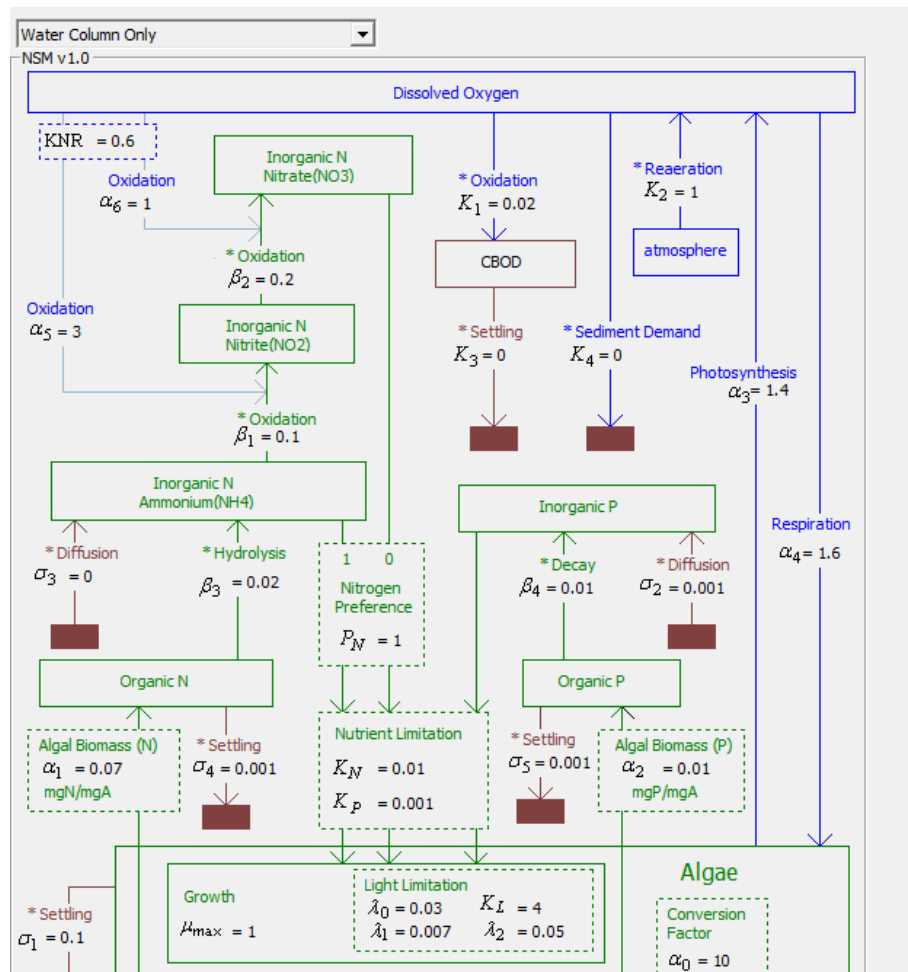 Water Column Only
NSM v1.0
Dissolved Oxygen
KNR = 0.6
Oxidation
α6 = 1
Inorganic N
Nitrate(NO3)
* Oxidation
K1 = 0.02
* Reaeration
K2 = 1
atmosphere
CBOD
* Oxidation
β2 = 0.2
Oxidation
α5 = 3
Inorganic N
Nitrite(NO2)
* Settling
K3 = 0
* Sediment Demand
K4 = 0
Photosynthesis
α3 = 1.4
* Oxidation
β1 = 0.1
Inorganic N
Ammonium(NH4)
Inorganic P
Respiration
α4 = 1.6
* Diffusion
σ3 = 0
* Hydrolysis
β3 = 0.02
1 0
Nitrogen
Preference
PN = 1
* Decay
β4 = 0.01
* Diffusion
σ2 = 0.001
Organic N
Organic P
Algal Biomass (N)
α1 = 0.07
mgN/mgA
* Settling
σ4 = 0.001
Nutrient Limitation
KN = 0.01
KP = 0.001
* Settling
σ5 = 0.001
Algal Biomass (P)
α2 = 0.01
mgP/mgA
Algae
* Settling
σ1 = 0.1
Growth
μmax = 1
Light Limitation
λ0 = 0.03 KL = 4
λ1 = 0.007 λ2 = 0.05
Conversion
Factor
α0 = 10